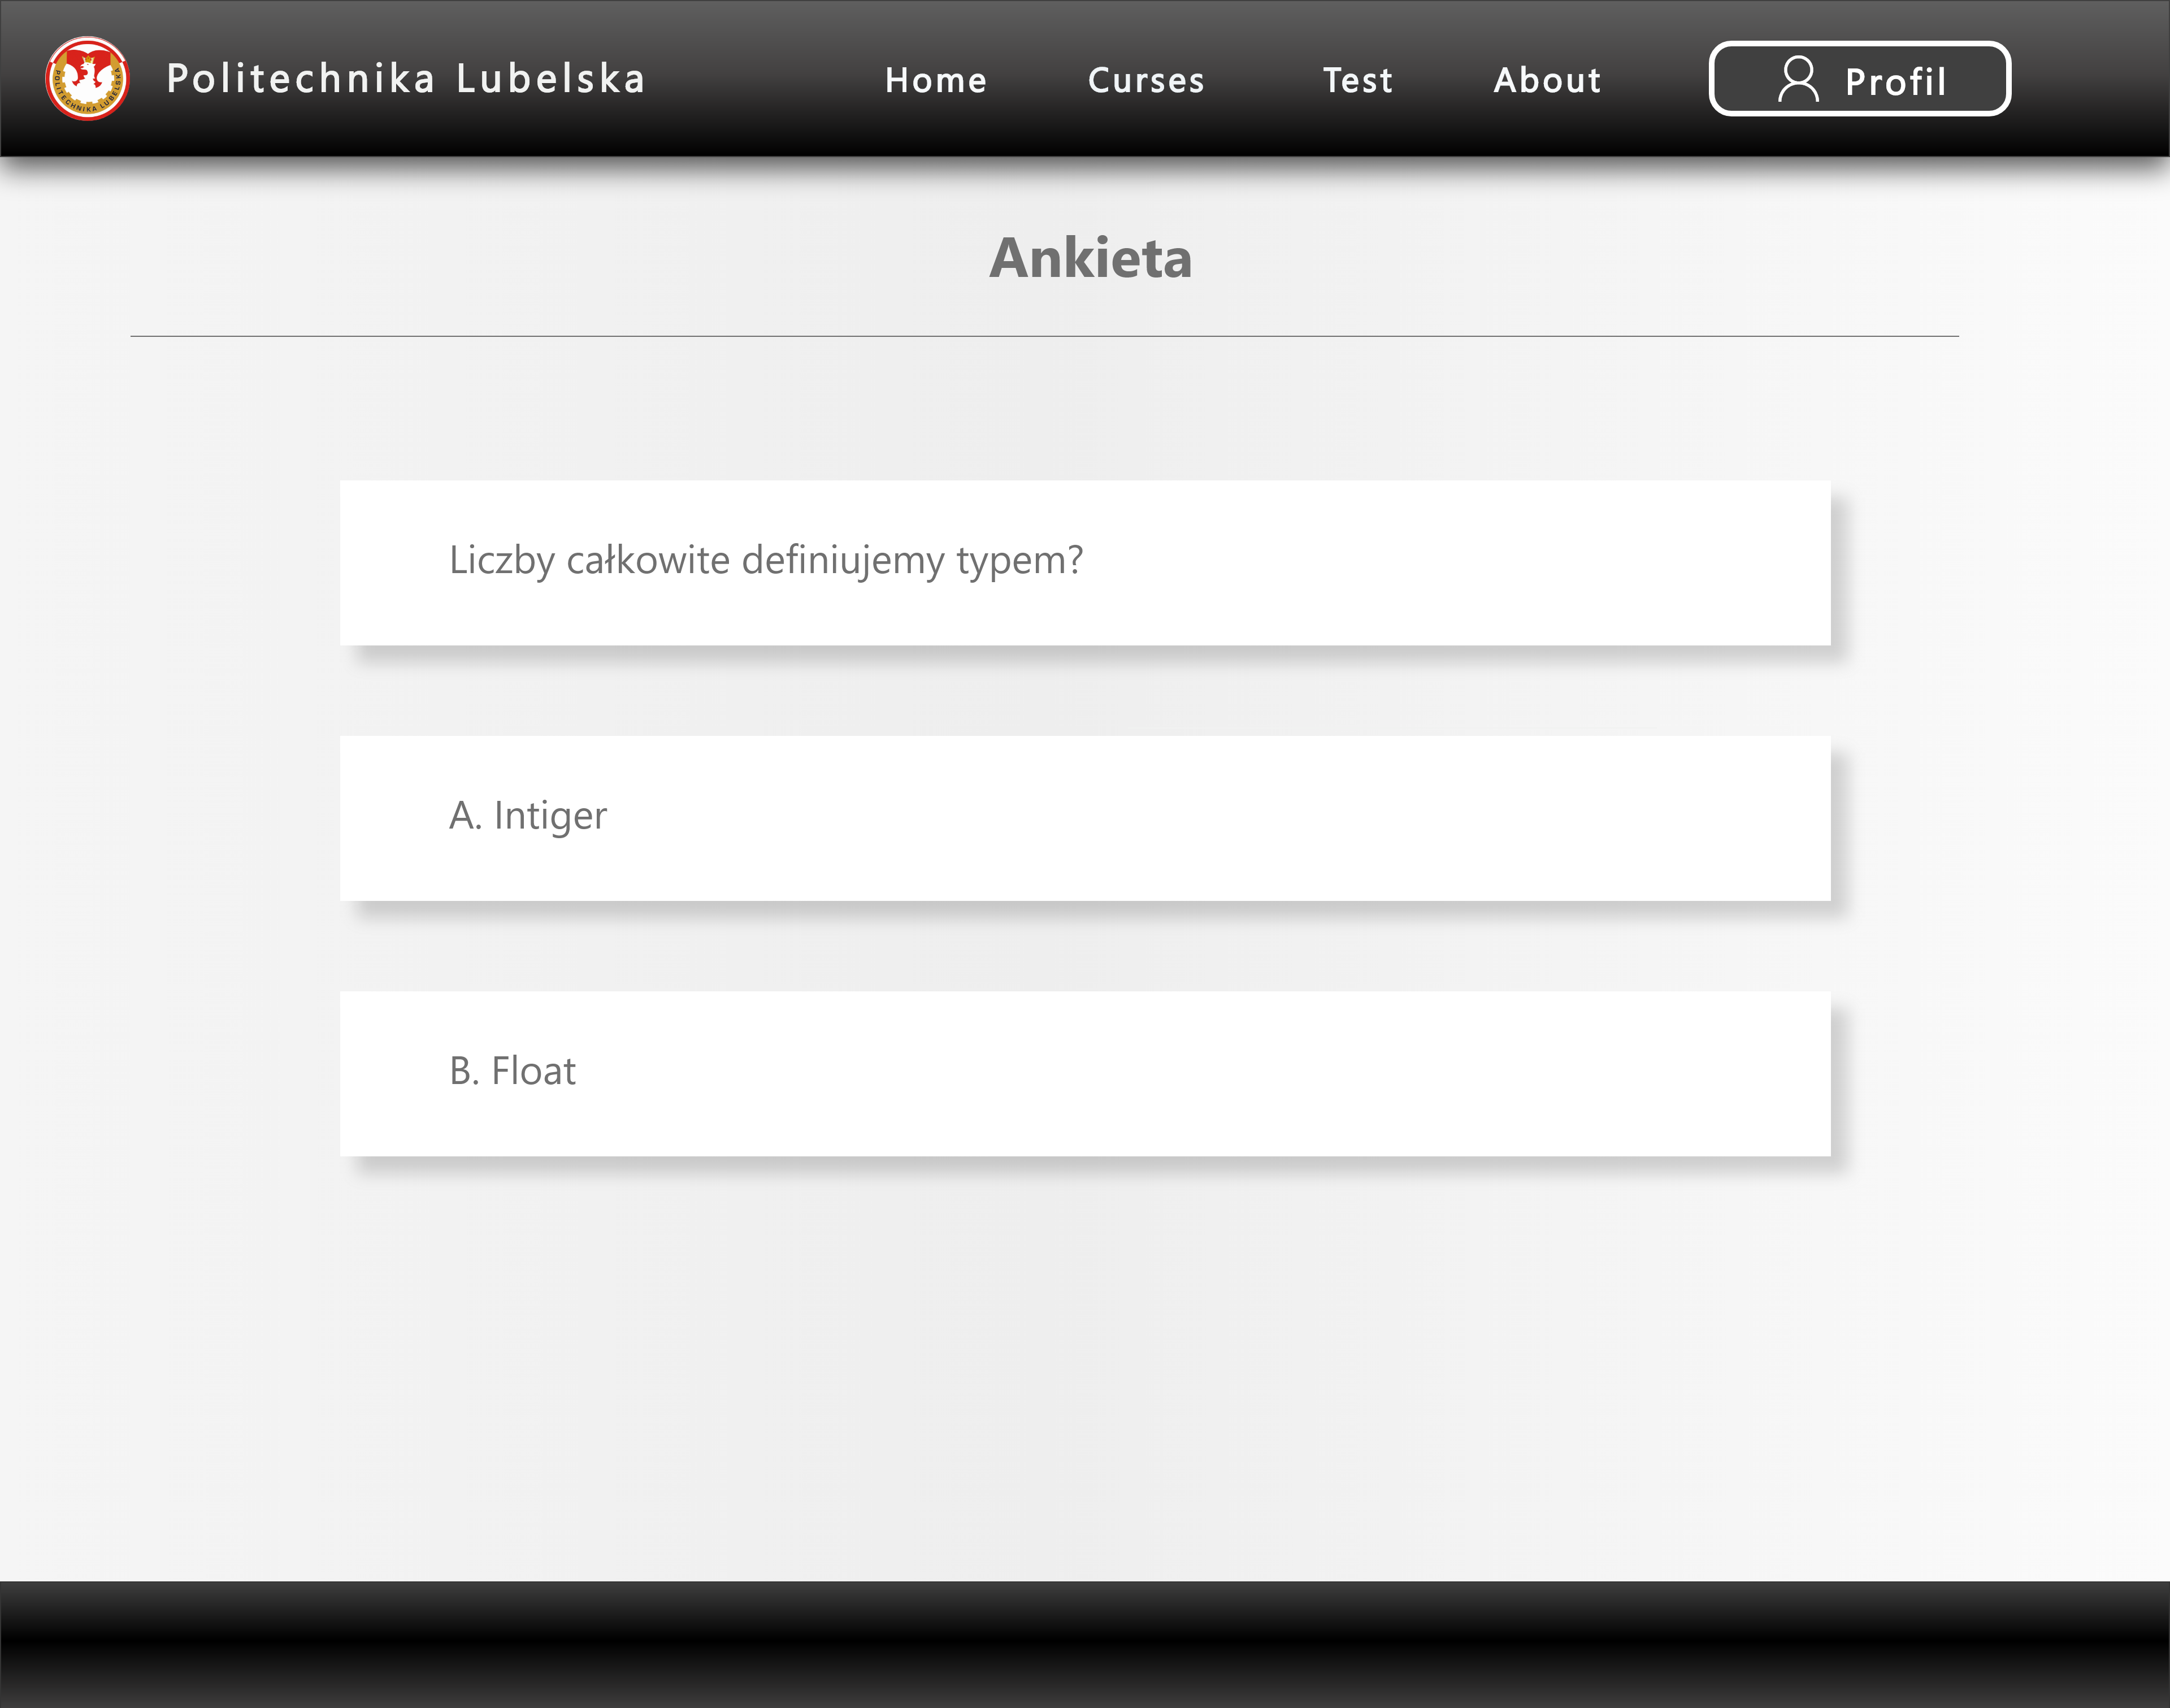 POLITECHNIKA LUBELSKA
Politechnika Lubelska
Home
Curses
Test
About
Profil
Ankieta
Liczby całkowite definiujemy typem?
A. Intiger
B. Float